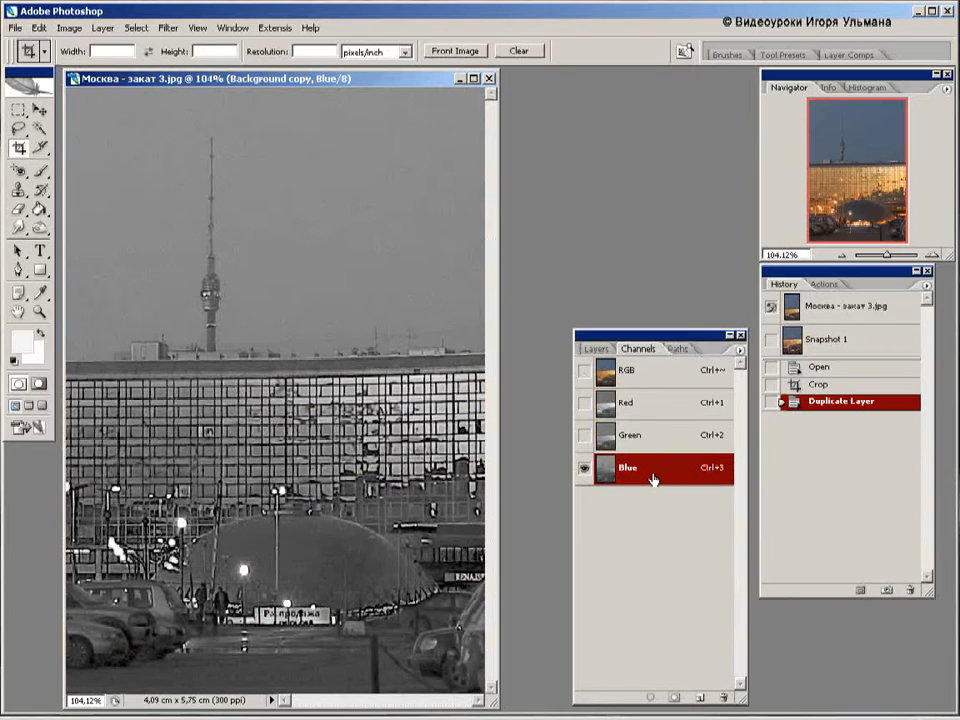 Adobe Photoshop
File Edit Image Layer Select Filter View Window Extensis Help
© Видеоуроки Игоря Ульмана
Width: Height: Resolution: pixels/inch Front Image Clear
Brushes Tool Presets Layer Comps
Москва - закат 3.jpg @ 104% (Background copy, Blue/8)
Navigator Info Histogram
104,12%
History Actions
Москва - закат 3.jpg
Snapshot 1
Open
Crop
Duplicate Layer
Layers Channels Paths
RGB Ctrl+~
Red Ctrl+1
Green Ctrl+2
Blue Ctrl+3
Распродажа
104,12% 4,09 cm x 5,75 cm (300 ppi)